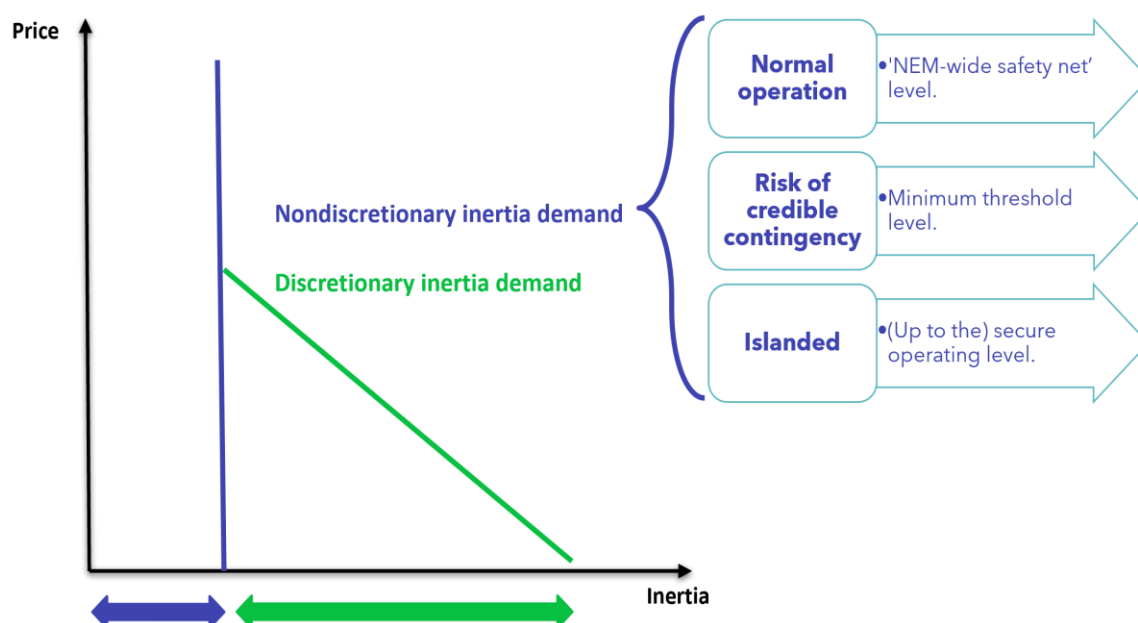 Price
Nondiscretionary inertia demand
Discretionary inertia demand
Inertia
Normal
operation
•'NEM-wide safety net’
level.
Risk of
credible
contingency
•Minimum threshold
level.
Islanded
•(Up to the) secure
operating level.